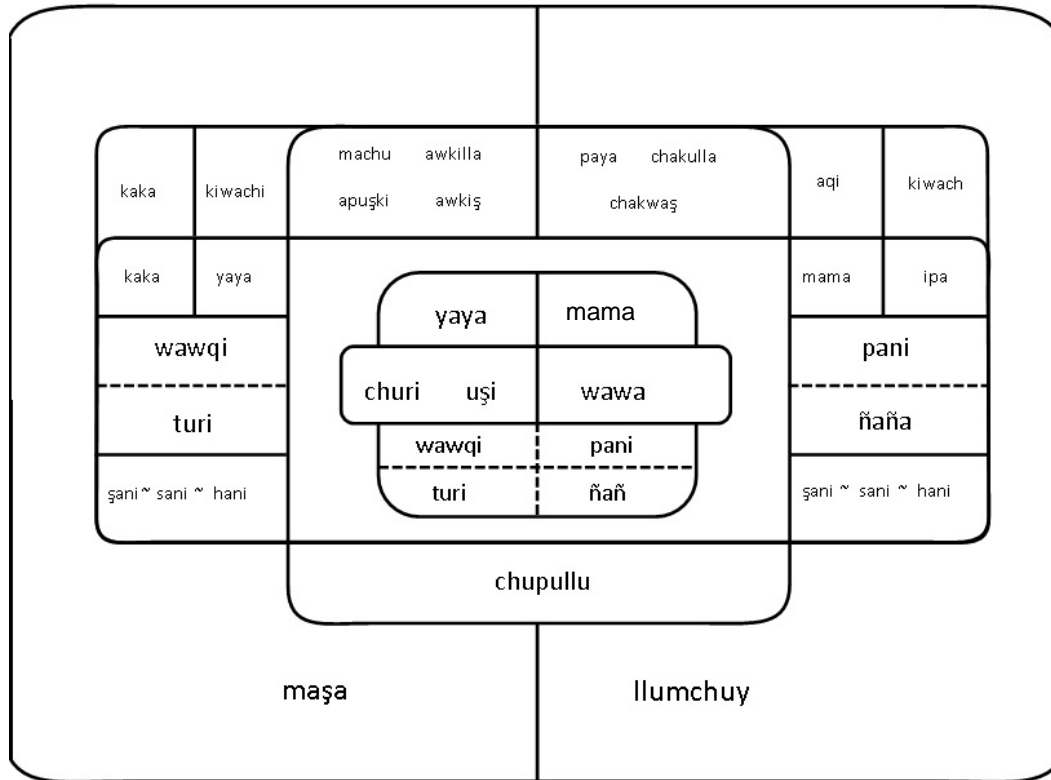 machu awkilla
paya chakulla
kaka kiwachi
aqi kiwach
apuşki awkiş
chakwaş
kaka yaya
mama ipa
yaya mama
wawqi
pani
churi uşi wawa
turi
ñaña
wawqi pani
turi ñañ
şani ~ sani ~ hani
şani ~ sani ~ hani
chupullu
maşa llumchuy